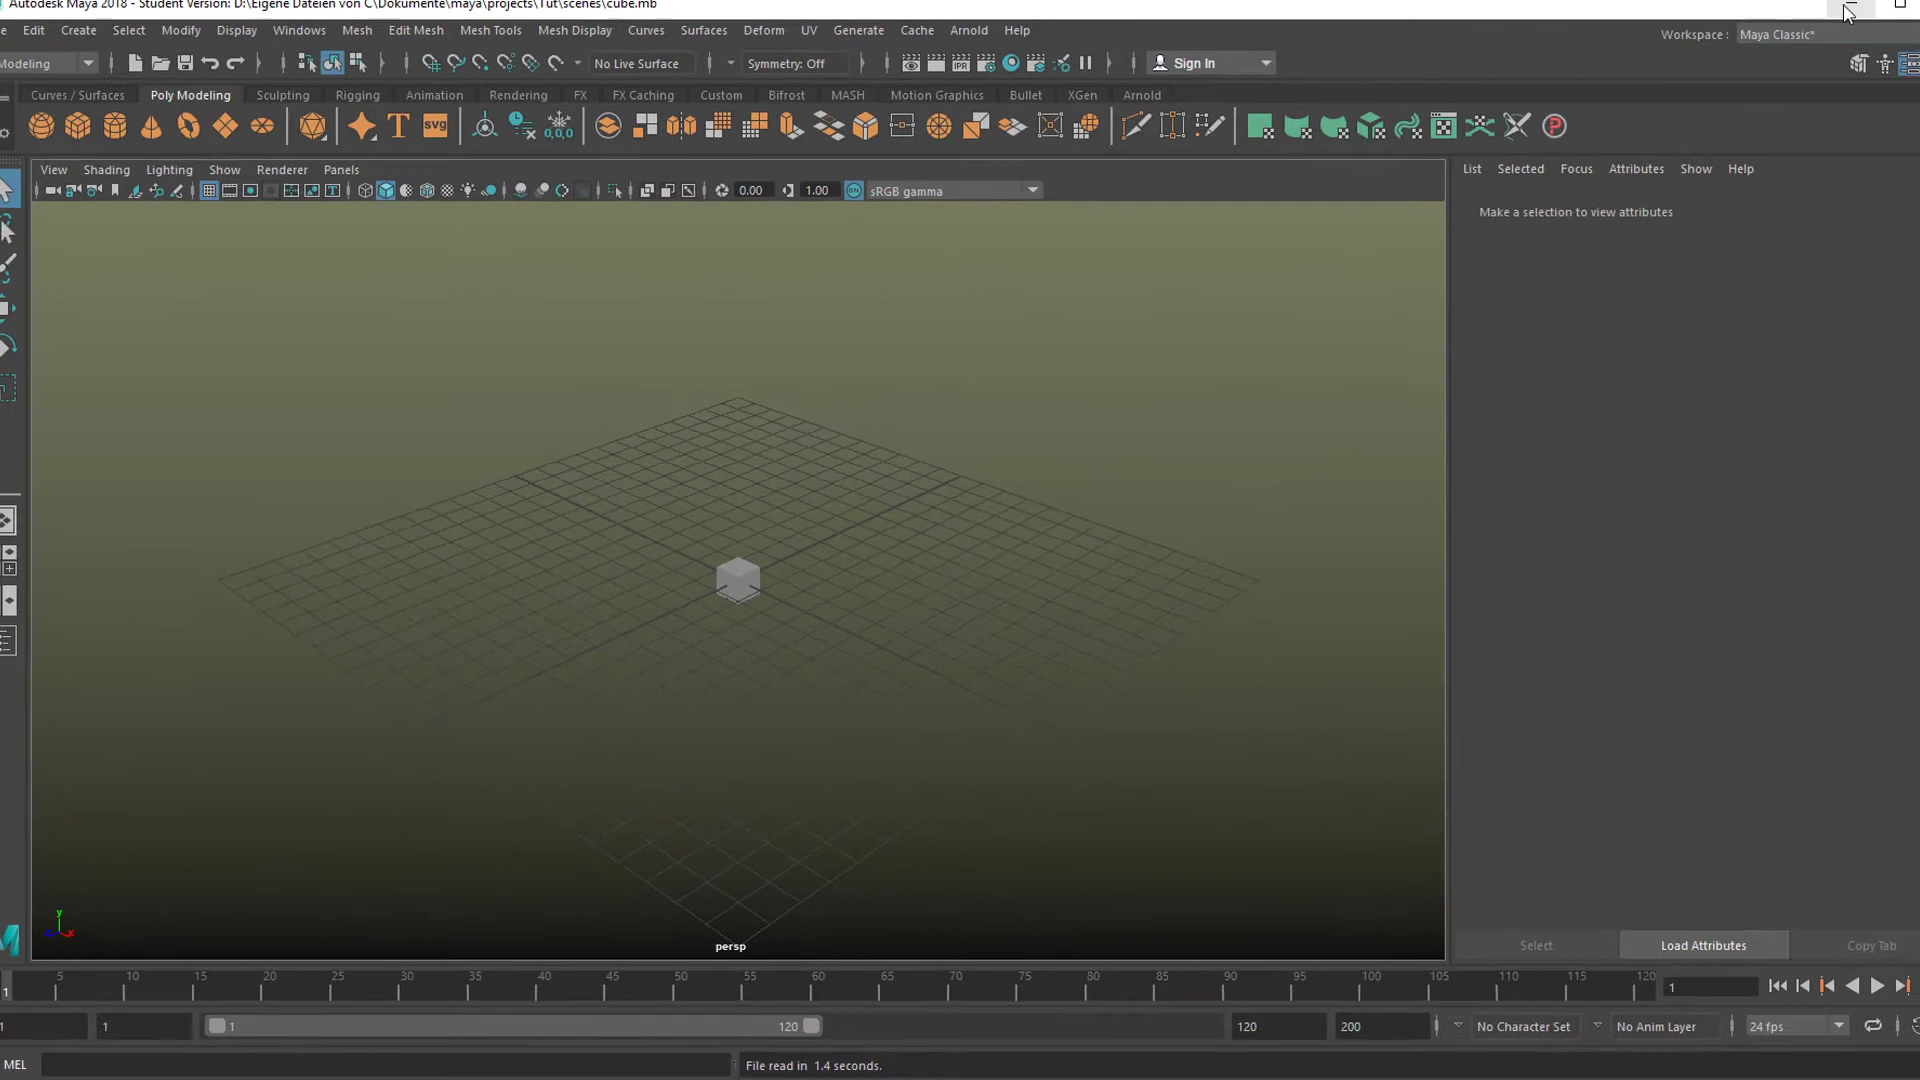 Autodesk Maya 2018 - Student Version: D:\Eigene Dateien von C\Dokumente\maya\projects\Tut\scenes\cube.mb
Edit Create Select Modify Display Windows Mesh Edit Mesh Mesh Tools Mesh Display Curves Surfaces Deform UV Generate Cache Arnold Help
Workspace : Maya Classic*
Modeling No Live Surface Symmetry: Off Sign In
Curves / Surfaces Poly Modeling Sculpting Rigging Animation Rendering FX FX Caching Custom Bifrost MASH Motion Graphics Bullet XGen Arnold
T SVG 0,0,0 P
View Shading Lighting Show Renderer Panels
List Selected Focus Attributes Show Help
0.00 1.00 ON sRGB gamma
Make a selection to view attributes
y
x
persp
Select Load Attributes Copy Tab
5 10 15 20 25 30 35 40 45 50 55 60 65 70 75 80 85 90 95 100 105 110 115 120
1 1
1 1 1 120 120 200 No Character Set No Anim Layer 24 fps
MEL File read in 1.4 seconds.